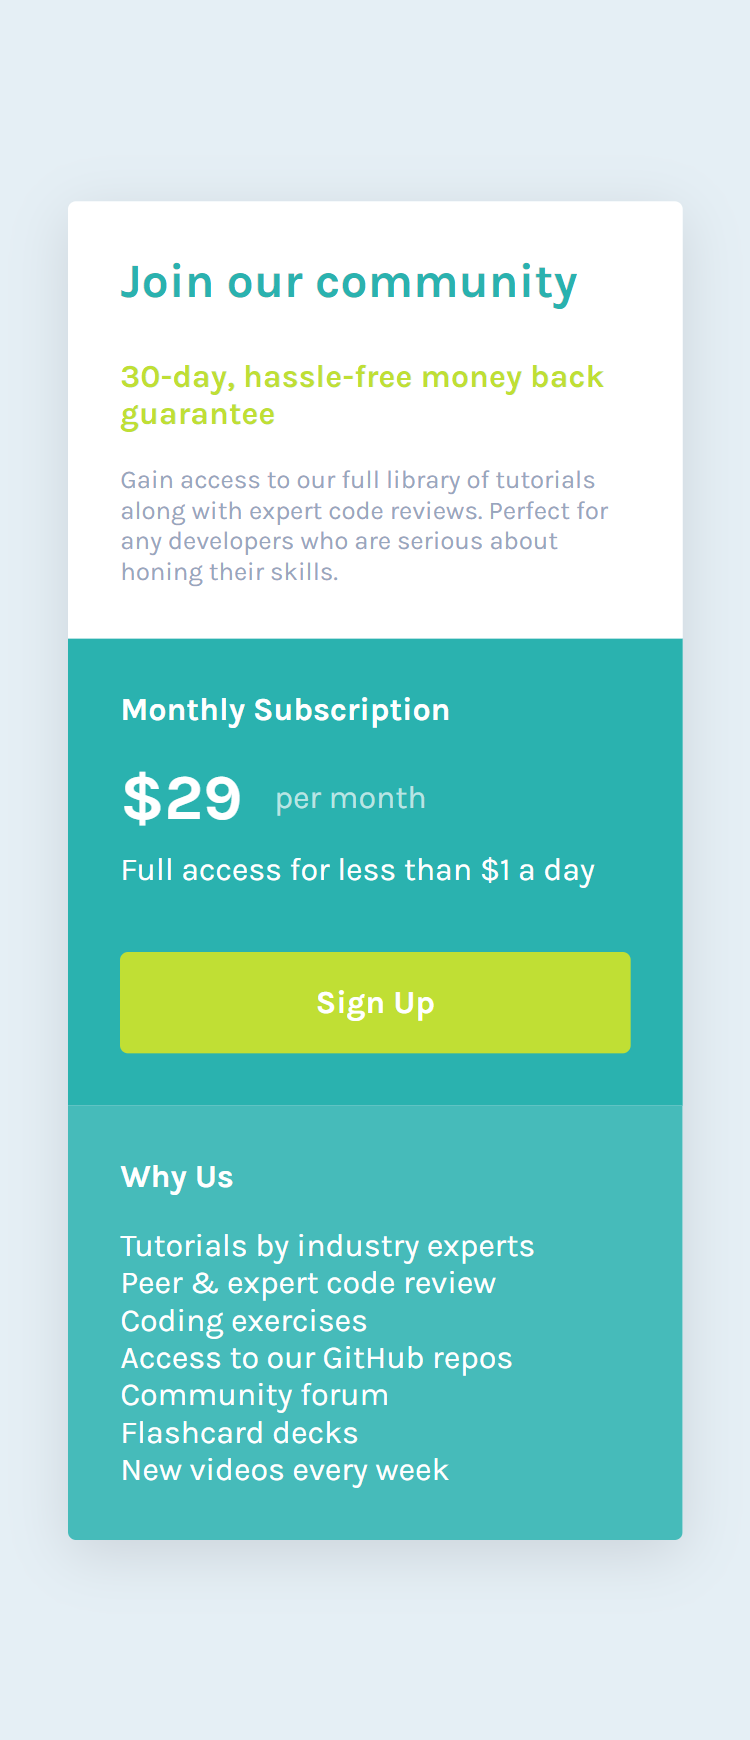 Join our community
30-day, hassle-free money back
guarantee
Gain access to our full library of tutorials
along with expert code reviews. Perfect for
any developers who are serious about
honing their skills.
Monthly Subscription
$29 per month
Full access for less than $1 a day
Sign Up
Why Us
Tutorials by industry experts
Peer & expert code review
Coding exercises
Access to our GitHub repos
Community forum
Flashcard decks
New videos every week